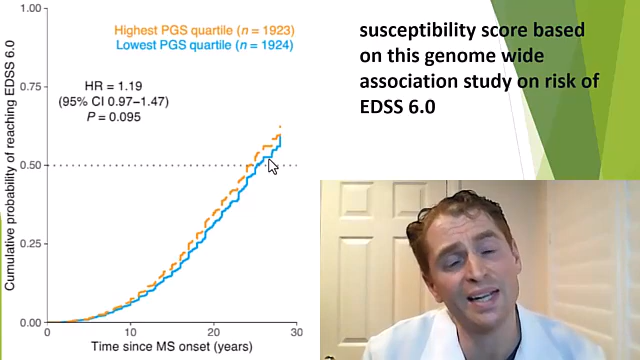 1.00
Highest PGS quartile (n = 1923)
Lowest PGS quartile (n = 1924)
0.75
HR = 1.19
(95% CI 0.97–1.47)
P = 0.095
0.50
0.25
0.00
0
10
20
30
Time since MS onset (years)
Cumulative probability of reaching EDSS 6.0
susceptibility score based
on this genome wide
association study on risk of
EDSS 6.0